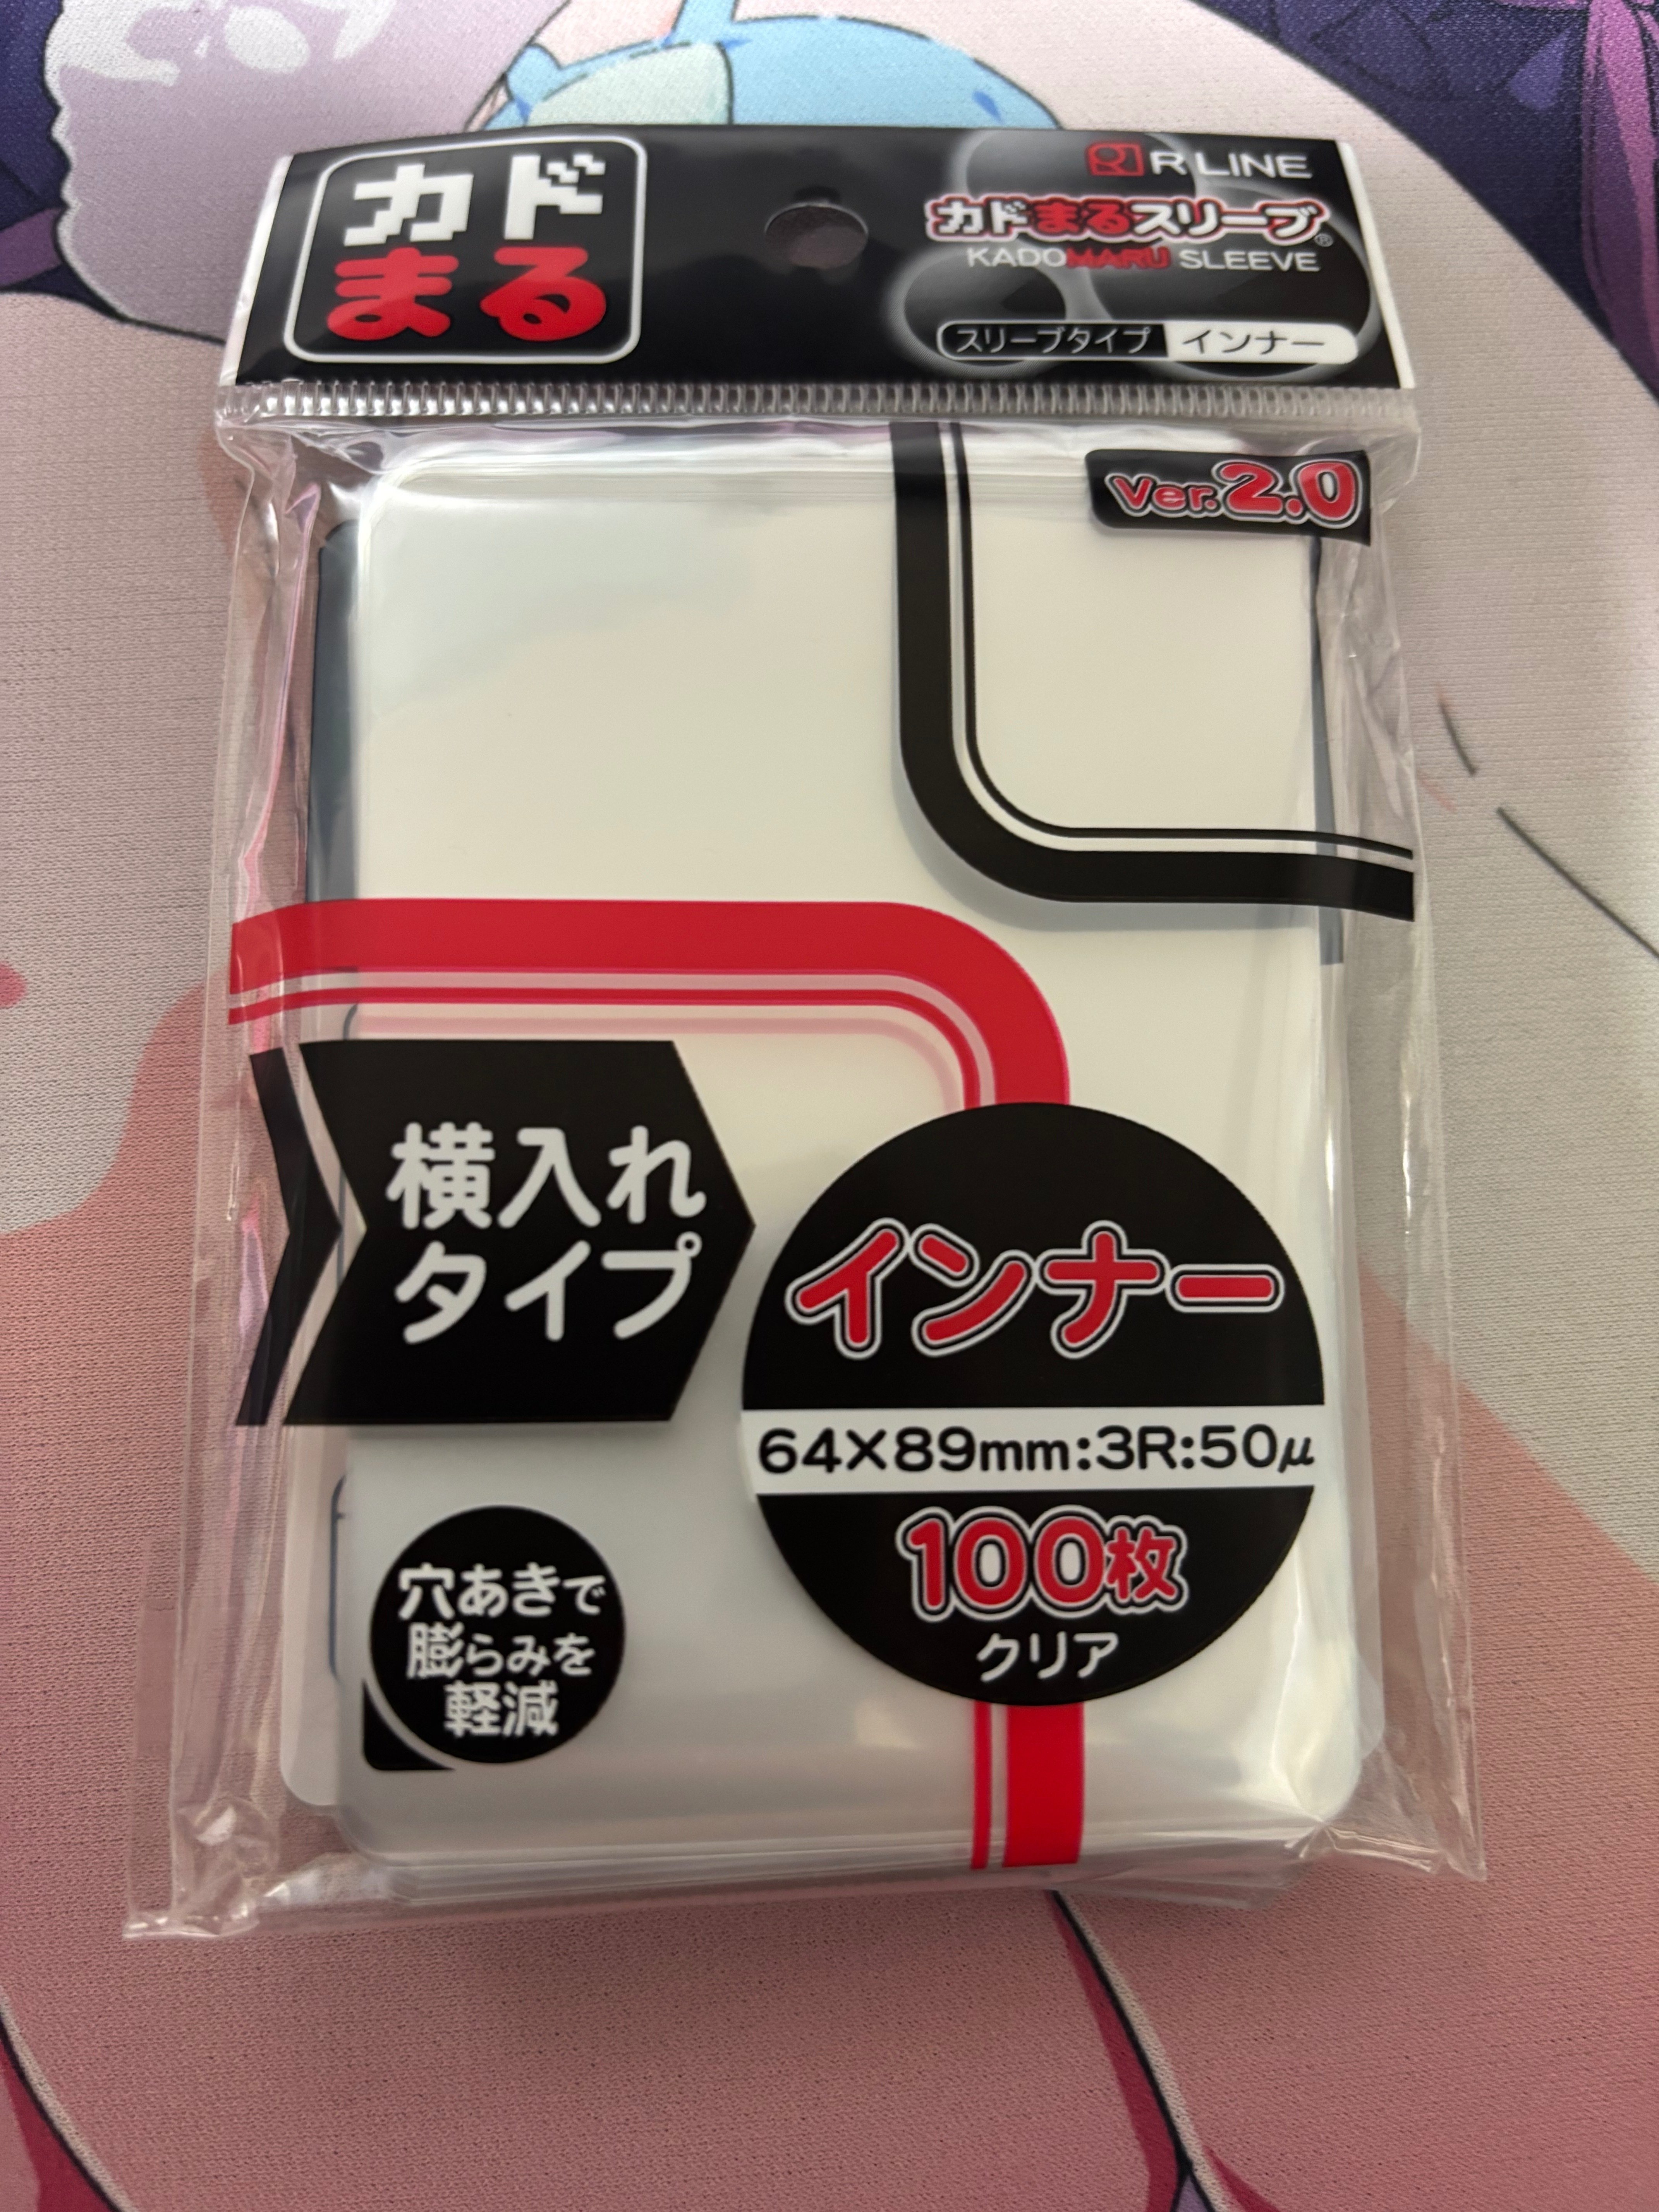 カド
まる
R LINE
カドまるスリーブ®
KADOMARU SLEEVE
スリーブタイプ インナー
Ver.2.0
横入れ
タイプ
インナー
64×89mm:3R:50μ
100枚
クリア
穴あきで
膨らみを
軽減